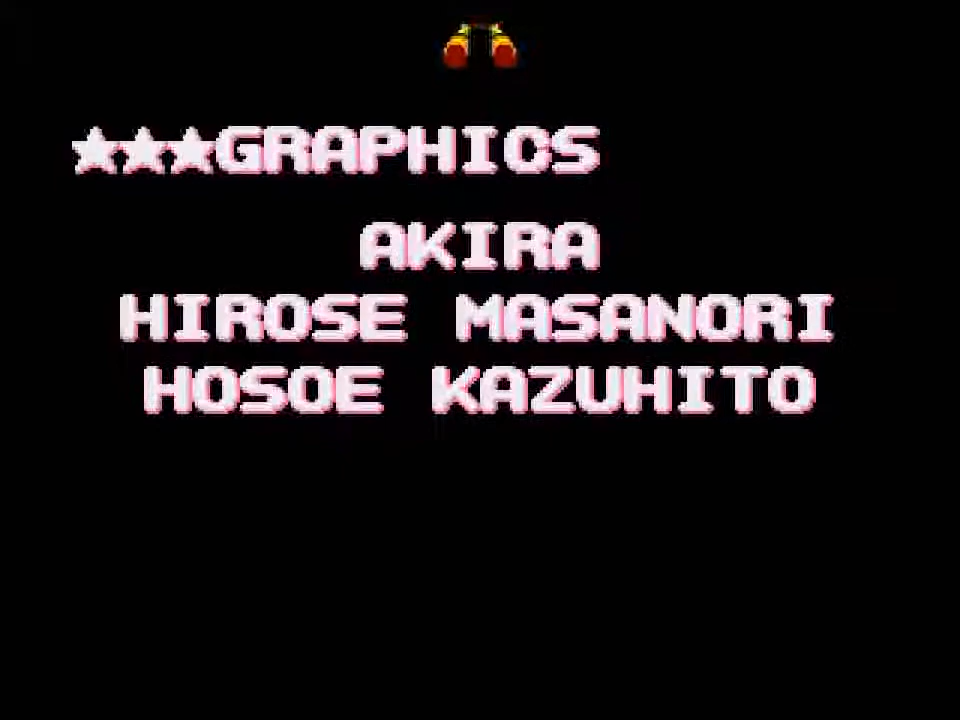 ★★★GRAPHICS
AKIRA
HIROSE MASANORI
HOSOE KAZUHITO